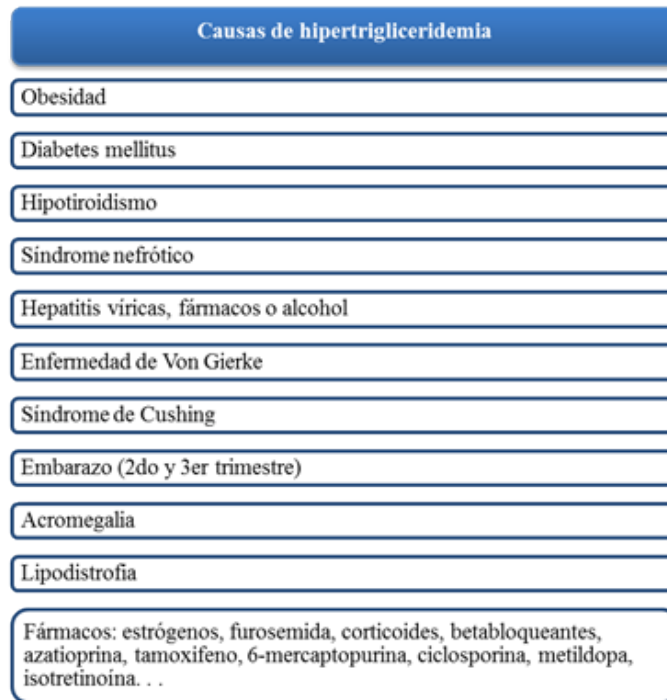 Causas de hipertrigliceridemia
Obesidad
Diabetes mellitus
Hipotiroidismo
Síndrome nefrótico
Hepatitis víricas, fármacos o alcohol
Enfermedad de Von Gierke
Síndrome de Cushing
Embarazo (2do y 3er trimestre)
Acromegalia
Lipodistrofia
Fármacos: estrógenos, furosemida, corticoides, betabloqueantes,
azatioprina, tamoxifeno, 6-mercaptopurina, ciclosporina, metildopa,
isotretinoína. . .